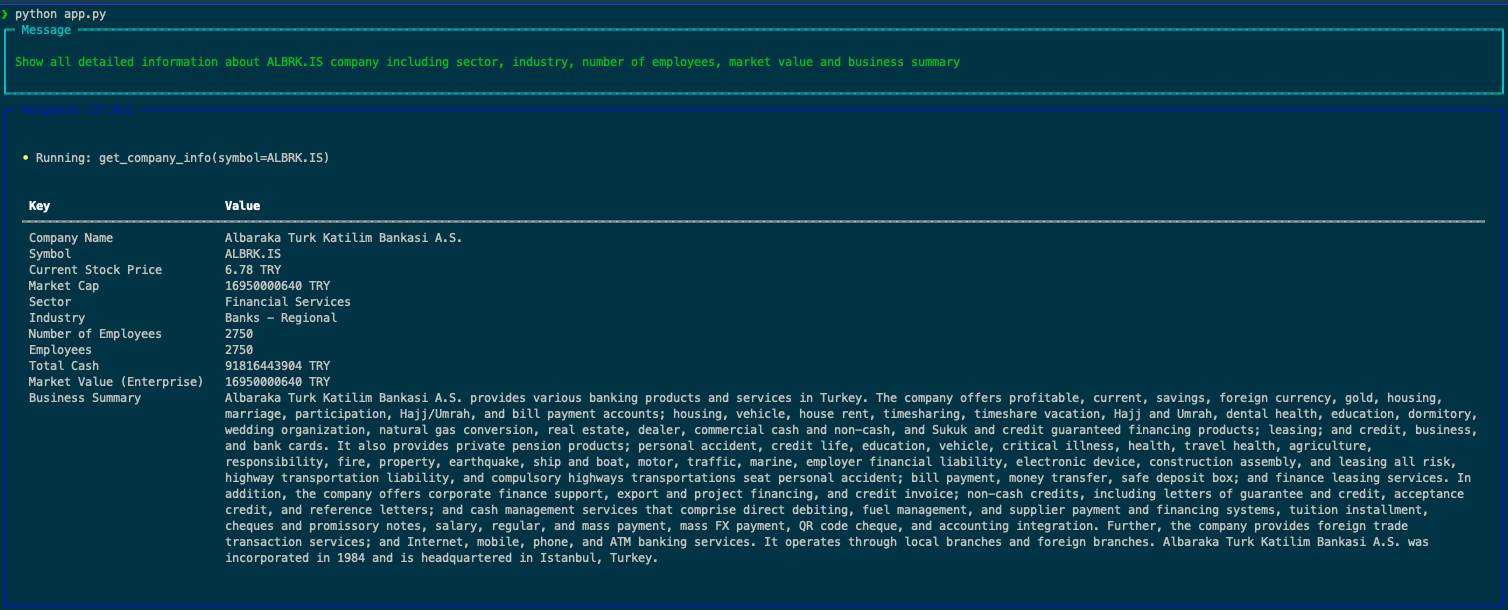 ❯ python app.py
Message
Show all detailed information about ALBRK.IS company including sector, industry, number of employees, market value and business summary
• Running: get_company_info(symbol=ALBRK.IS)
Key Value
Company Name Albaraka Turk Katilim Bankasi A.S.
Symbol ALBRK.IS
Current Stock Price 6.78 TRY
Market Cap 16950000640 TRY
Sector Financial Services
Industry Banks – Regional
Number of Employees 2750
Employees 2750
Total Cash 91816443904 TRY
Market Value (Enterprise) 16950000640 TRY
Business Summary Albaraka Turk Katilim Bankasi A.S. provides various banking products and services in Turkey. The company offers profitable, current, savings, foreign currency, gold, housing,
marriage, participation, Hajj/Umrah, and bill payment accounts; housing, vehicle, house rent, timesharing, timeshare vacation, Hajj and Umrah, dental health, education, dormitory,
wedding organization, natural gas conversion, real estate, dealer, commercial cash and non-cash, and Sukuk and credit guaranteed financing products; leasing; and credit, business,
and bank cards. It also provides private pension products; personal accident, credit life, education, vehicle, critical illness, health, travel health, agriculture,
responsibility, fire, property, earthquake, ship and boat, motor, traffic, marine, employer financial liability, electronic device, construction assembly, and leasing all risk,
highway transportation liability, and compulsory highways transportations seat personal accident; bill payment, money transfer, safe deposit box; and finance leasing services. In
addition, the company offers corporate finance support, export and project financing, and credit invoice; non-cash credits, including letters of guarantee and credit, acceptance
credit, and reference letters; and cash management services that comprise direct debiting, fuel management, and supplier payment and financing systems, tuition installment,
cheques and promissory notes, salary, regular, and mass payment, mass FX payment, QR code cheque, and accounting integration. Further, the company provides foreign trade
transaction services; and Internet, mobile, phone, and ATM banking services. It operates through local branches and foreign branches. Albaraka Turk Katilim Bankasi A.S. was
incorporated in 1984 and is headquartered in Istanbul, Turkey.